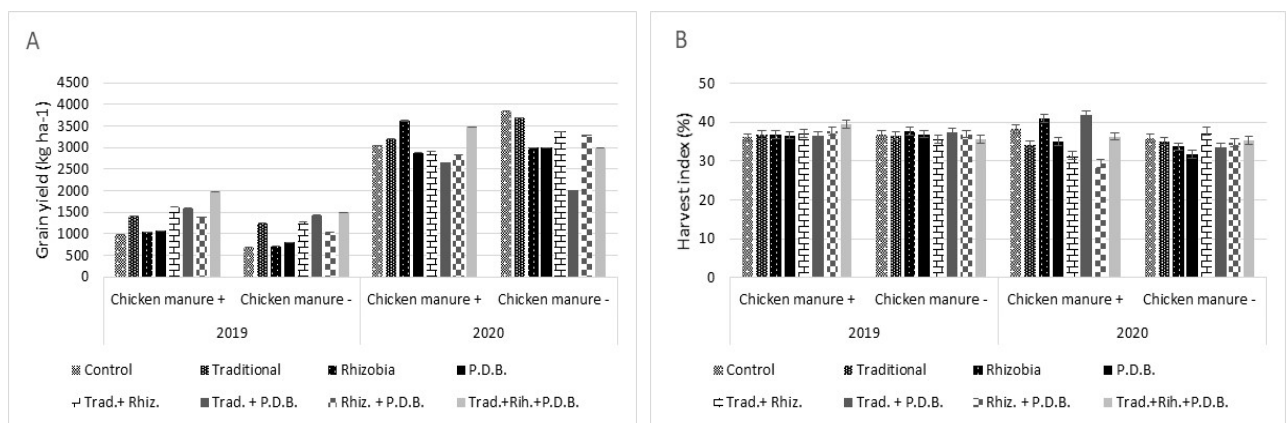 A
Grain yield (kg ha-1)
4500
4000
3500
3000
2500
2000
1500
1000
500
0
Chicken manure + Chicken manure - Chicken manure + Chicken manure -
2019 2020
Control Traditional Rhizobia P.D.B.
Trad.+ Rhiz. Trad. + P.D.B. Rhiz. + P.D.B. Trad.+Rih.+P.D.B.
B
Harvest index (%)
50
40
30
20
10
0
Chicken manure + Chicken manure - Chicken manure + Chicken manure -
2019 2020
Control Traditional Rhizobia P.D.B.
Trad.+ Rhiz. Trad. + P.D.B. Rhiz. + P.D.B. Trad.+Rih.+P.D.B.